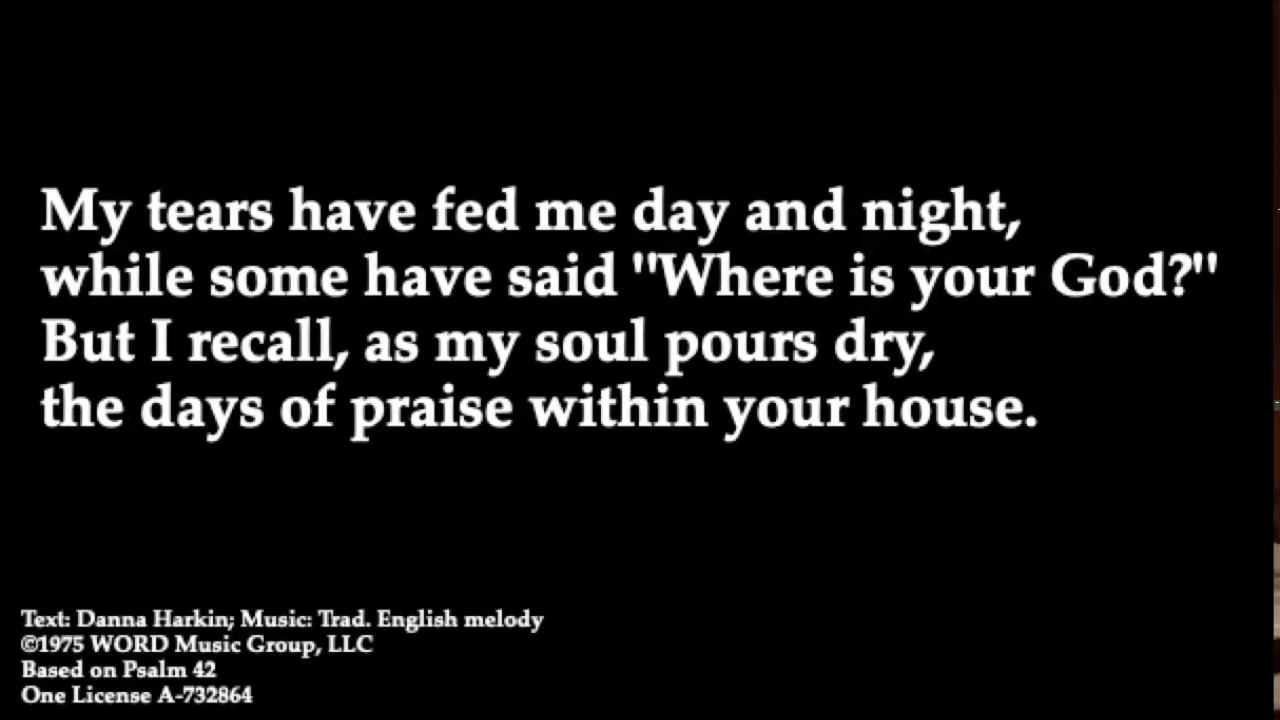 My tears have fed me day and night,
while some have said "Where is your God?"
But I recall, as my soul pours dry,
the days of praise within your house.
Text: Danna Harkin; Music: Trad. English melody
©1975 WORD Music Group, LLC
Based on Psalm 42
One License A-732864